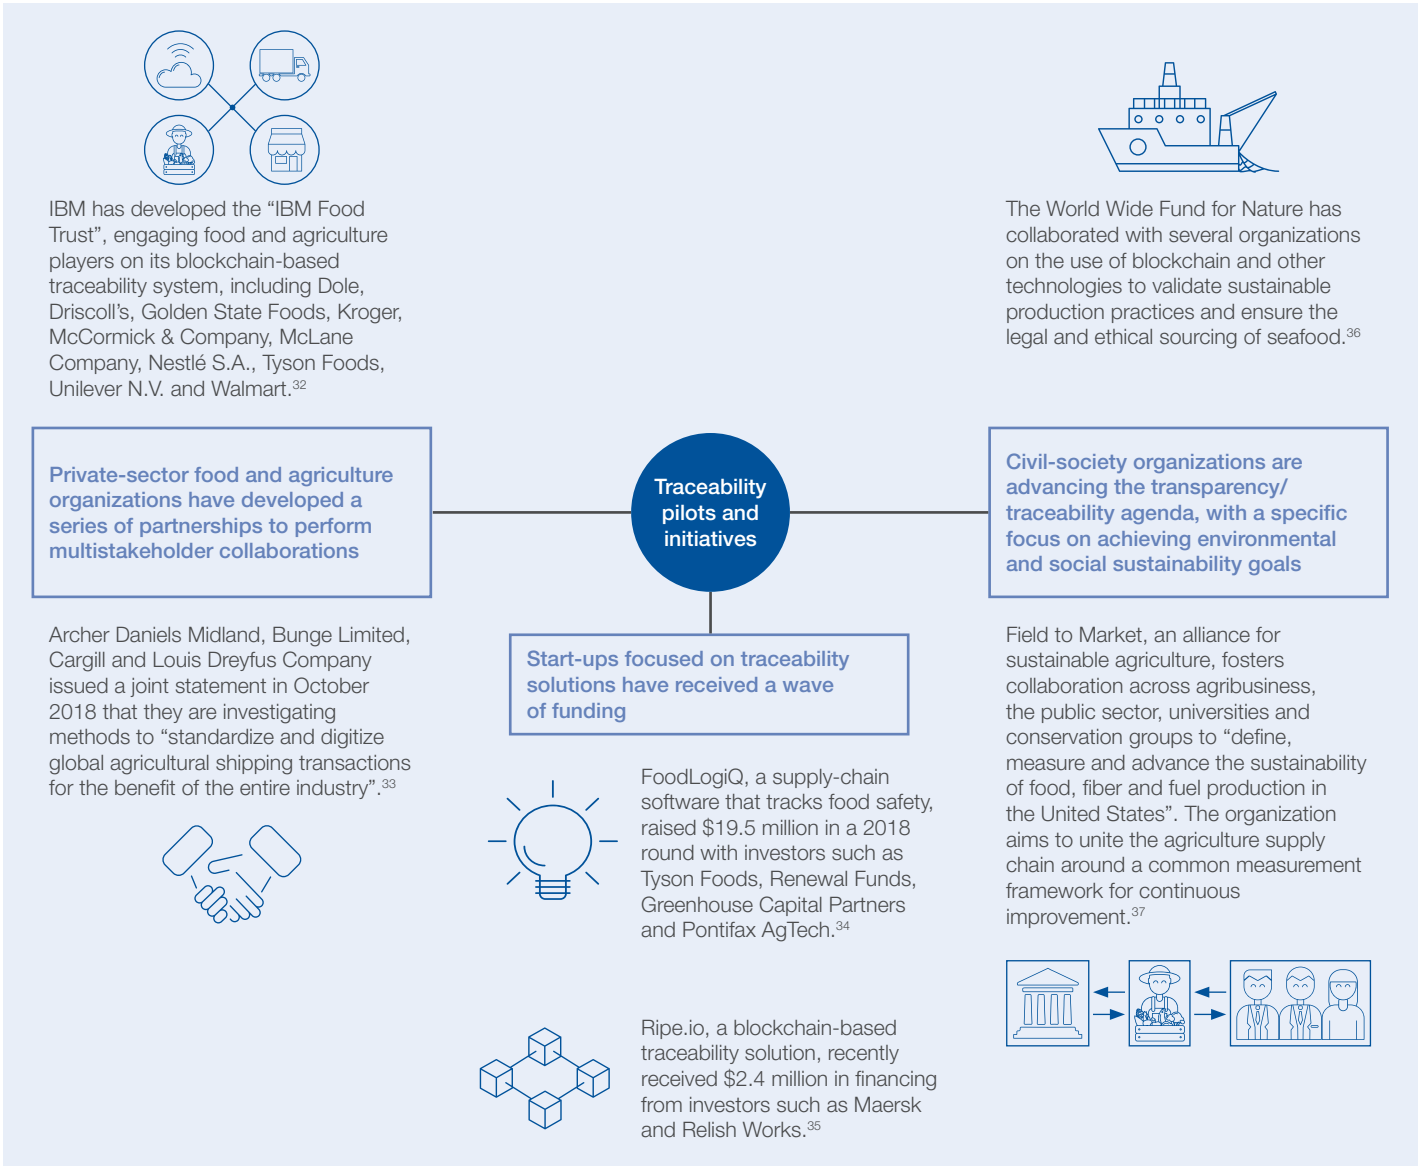 IBM has developed the “IBM Food
Trust”, engaging food and agriculture
players on its blockchain-based
traceability system, including Dole,
Driscoll’s, Golden State Foods, Kroger,
McCormick & Company, McLane
Company, Nestlé S.A., Tyson Foods,
Unilever N.V. and Walmart.32
The World Wide Fund for Nature has
collaborated with several organizations
on the use of blockchain and other
technologies to validate sustainable
production practices and ensure the
legal and ethical sourcing of seafood.36
Private-sector food and agriculture
organizations have developed a
series of partnerships to perform
multistakeholder collaborations
Traceability
pilots and
initiatives
Civil-society organizations are
advancing the transparency/
traceability agenda, with a specific
focus on achieving environmental
and social sustainability goals
Archer Daniels Midland, Bunge Limited,
Cargill and Louis Dreyfus Company
issued a joint statement in October
2018 that they are investigating
methods to “standardize and digitize
global agricultural shipping transactions
for the benefit of the entire industry”.33
Start-ups focused on traceability
solutions have received a wave
of funding
FoodLogiQ, a supply-chain
software that tracks food safety,
raised $19.5 million in a 2018
round with investors such as
Tyson Foods, Renewal Funds,
Greenhouse Capital Partners
and Pontifax AgTech.34
Ripe.io, a blockchain-based
traceability solution, recently
received $2.4 million in financing
from investors such as Maersk
and Relish Works.35
Field to Market, an alliance for
sustainable agriculture, fosters
collaboration across agribusiness,
the public sector, universities and
conservation groups to “define,
measure and advance the sustainability
of food, fiber and fuel production in
the United States”. The organization
aims to unite the agriculture supply
chain around a common measurement
framework for continuous
improvement.37